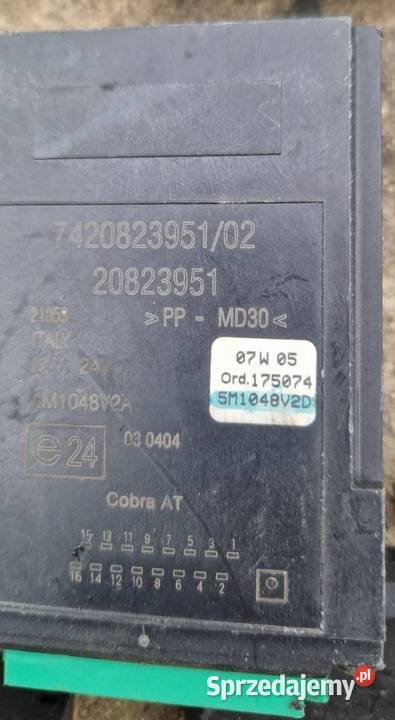 7420823951/02
20823951
21953 >PP - MD30<
ITALY
24V
5M1048V2A
07W 05
Ord.175074
5M1048V2D
e24
03 0404
Cobra AT
15 13 11 9 7 5 3 1
16 14 12 10 8 6 4 2
Sprzedajemy.pl